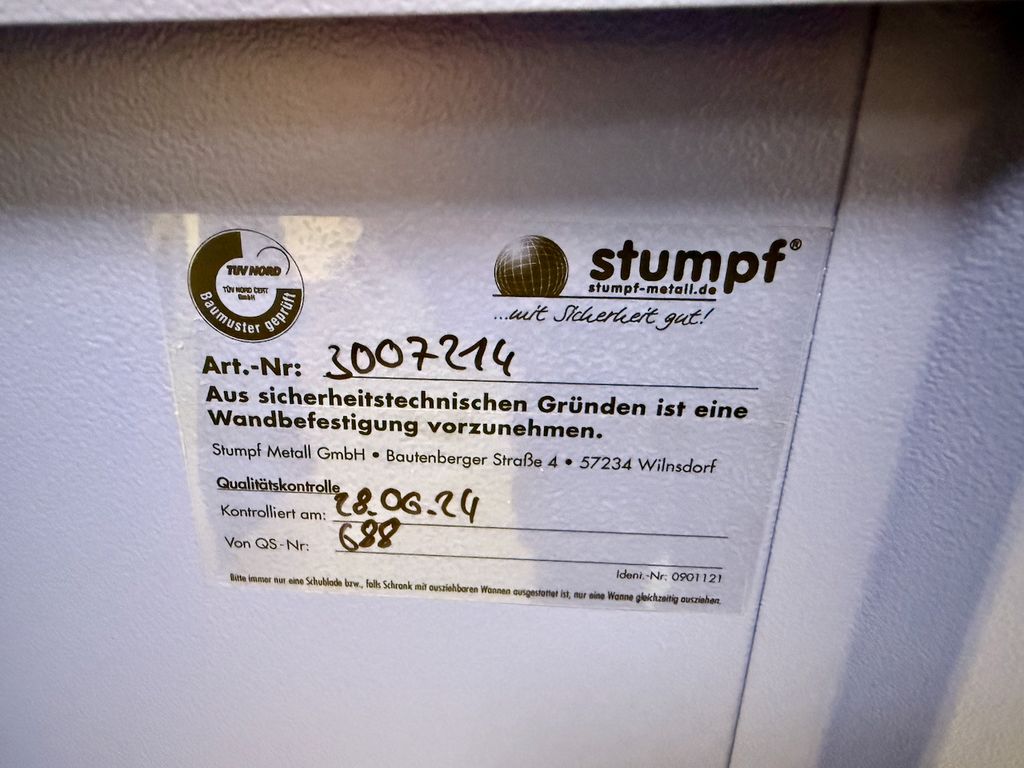 TÜV NORD
TÜV NORD CERT
GmbH
Baumuster geprüft
stumpf®
stumpf-metall.de
...mit Sicherheit gut!
Art.-Nr: 3007214
Aus sicherheitstechnischen Gründen ist eine
Wandbefestigung vorzunehmen.
Stumpf Metall GmbH • Bautenberger Straße 4 • 57234 Wilnsdorf
Qualitätskontrolle
Kontrolliert am: 28.06.24
Von QS-Nr: 688
Ideni.-Nr: 0901121
Bitte immer nur eine Schublade bzw., falls Schrank mit ausziehbaren Wannen ausgestattet ist, nur eine Wanne gleichzeitig ausziehen.